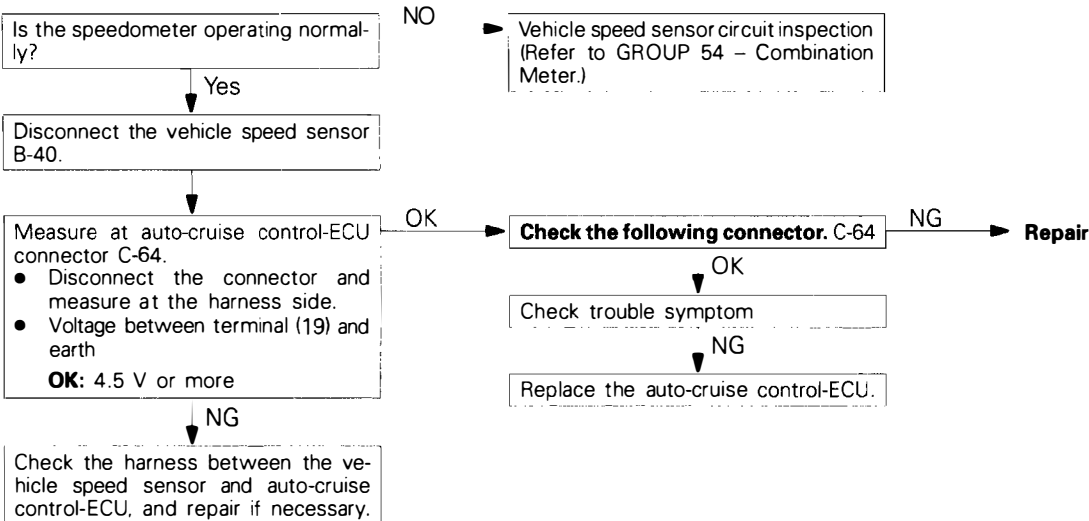 Is the speedometer operating normal-
ly?
NO
Vehicle speed sensor circuit inspection
(Refer to GROUP 54 – Combination
Meter.)
Yes
Disconnect the vehicle speed sensor
B-40.
Measure at auto-cruise control-ECU
connector C-64.
● Disconnect the connector and
measure at the harness side.
● Voltage between terminal (19) and
earth
OK: 4.5 V or more
OK
Check the following connector. C-64
NG
Repair
OK
Check trouble symptom
NG
Replace the auto-cruise control-ECU.
NG
Check the harness between the ve-
hicle speed sensor and auto-cruise
control-ECU, and repair if necessary.